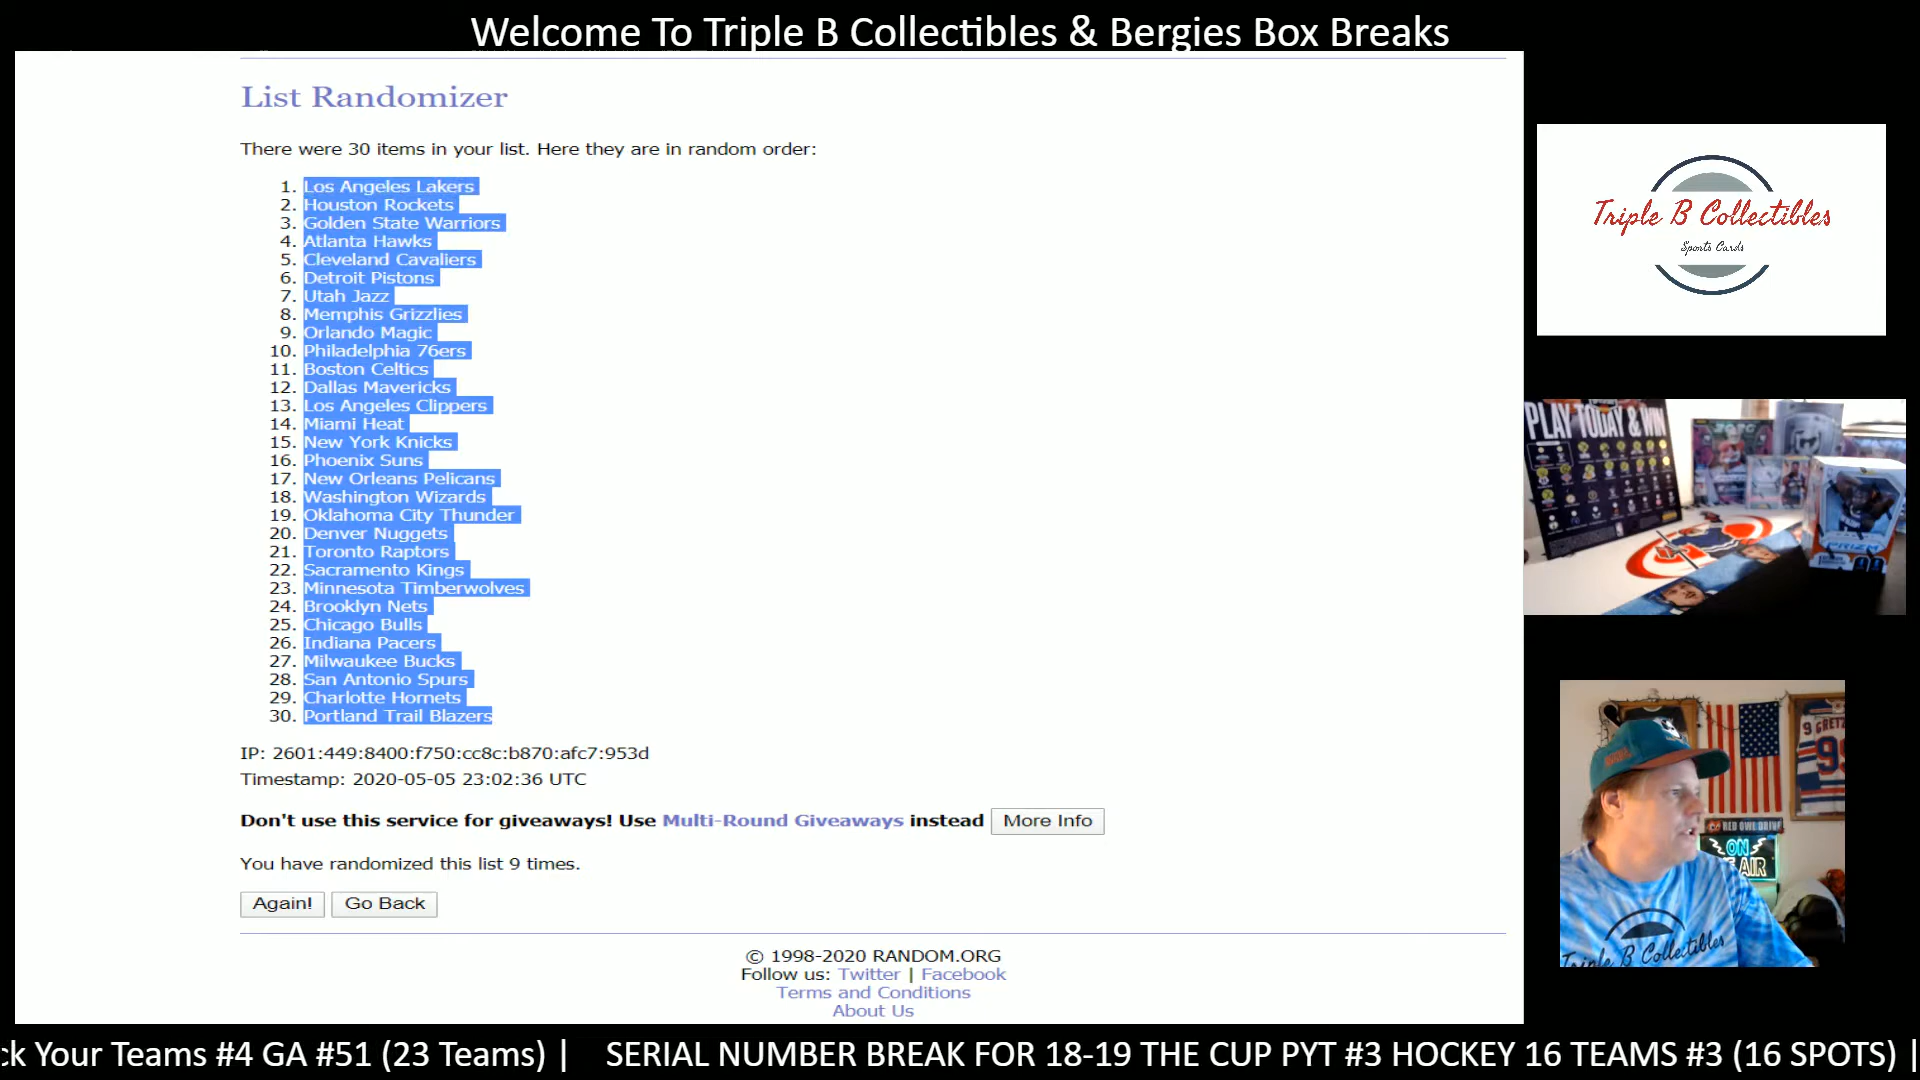 Welcome To Triple B Collectibles & Bergies Box Breaks
List Randomizer
There were 30 items in your list. Here they are in random order:
1. Los Angeles Lakers
2. Houston Rockets
3. Golden State Warriors
4. Atlanta Hawks
5. Cleveland Cavaliers
6. Detroit Pistons
7. Utah Jazz
8. Memphis Grizzlies
9. Orlando Magic
10. Philadelphia 76ers
11. Boston Celtics
12. Dallas Mavericks
13. Los Angeles Clippers
14. Miami Heat
15. New York Knicks
16. Phoenix Suns
17. New Orleans Pelicans
18. Washington Wizards
19. Oklahoma City Thunder
20. Denver Nuggets
21. Toronto Raptors
22. Sacramento Kings
23. Minnesota Timberwolves
24. Brooklyn Nets
25. Chicago Bulls
26. Indiana Pacers
27. Milwaukee Bucks
28. San Antonio Spurs
29. Charlotte Hornets
30. Portland Trail Blazers
IP: 2601:449:8400:f750:cc8c:b870:afc7:953d
Timestamp: 2020-05-05 23:02:36 UTC
Don't use this service for giveaways! Use Multi-Round Giveaways instead More Info
You have randomized this list 9 times.
Again! Go Back
© 1998-2020 RANDOM.ORG
Follow us: Twitter | Facebook
Terms and Conditions
About Us
Triple B Collectibles
Sports Cards
PLAY TODAY & WIN
PRIZM
9 GRETZ
99
RED OWL DRIVE
ON
AIR
Triple B Collectibles
ck Your Teams #4 GA #51 (23 Teams) | SERIAL NUMBER BREAK FOR 18-19 THE CUP PYT #3 HOCKEY 16 TEAMS #3 (16 SPOTS) |